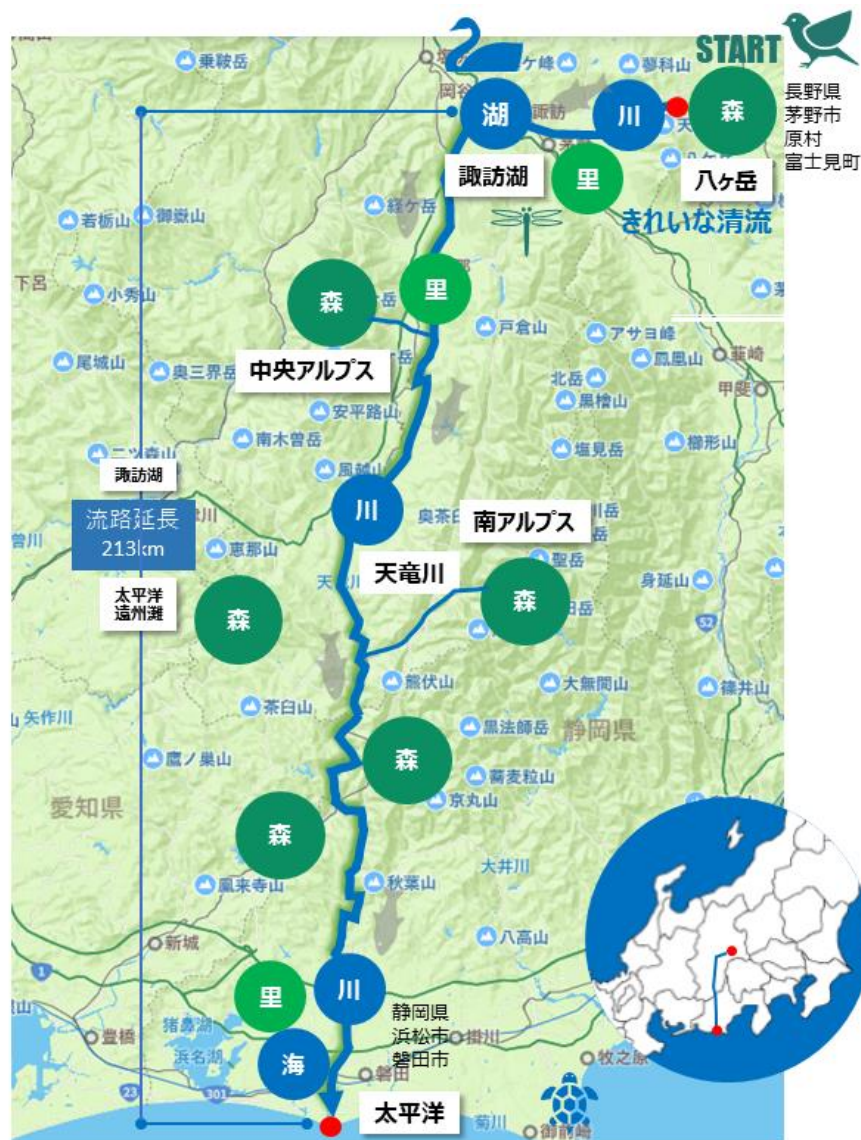 START
長野県
茅野市
原村
富士見町
乗鞍岳
蓼科山
岡谷
諏訪
湖
川
森
諏訪湖
里
八ヶ岳
きれいな清流
経ケ岳
若栃山
御嶽山
下呂
小秀山
森
里
戸倉山
アサヨ峰
鳳凰山
韮崎
中央アルプス
尾城山
奥三界岳
北岳
黒檜山
甲斐
安平路山
南木曽岳
塩見岳
櫛形山
風越山
諏訪湖
流路延長
213km
川
南アルプス
恵那山
聖岳
身延山
天竜川
太平洋
遠州灘
森
森
52
熊伏山
大無間山
篠井山
矢作川
茶臼山
黒法師岳
静岡県
鷹ノ巣山
森
蕎麦粒山
京丸山
愛知県
森
大井川
鳳来寺山
秋葉山
新城
八高山
1
里
川
静岡県
浜松市
磐田市
豊橋
猪鼻湖
浜名湖
掛川
牧之原
海
磐田
23
301
太平洋
菊川
御前崎